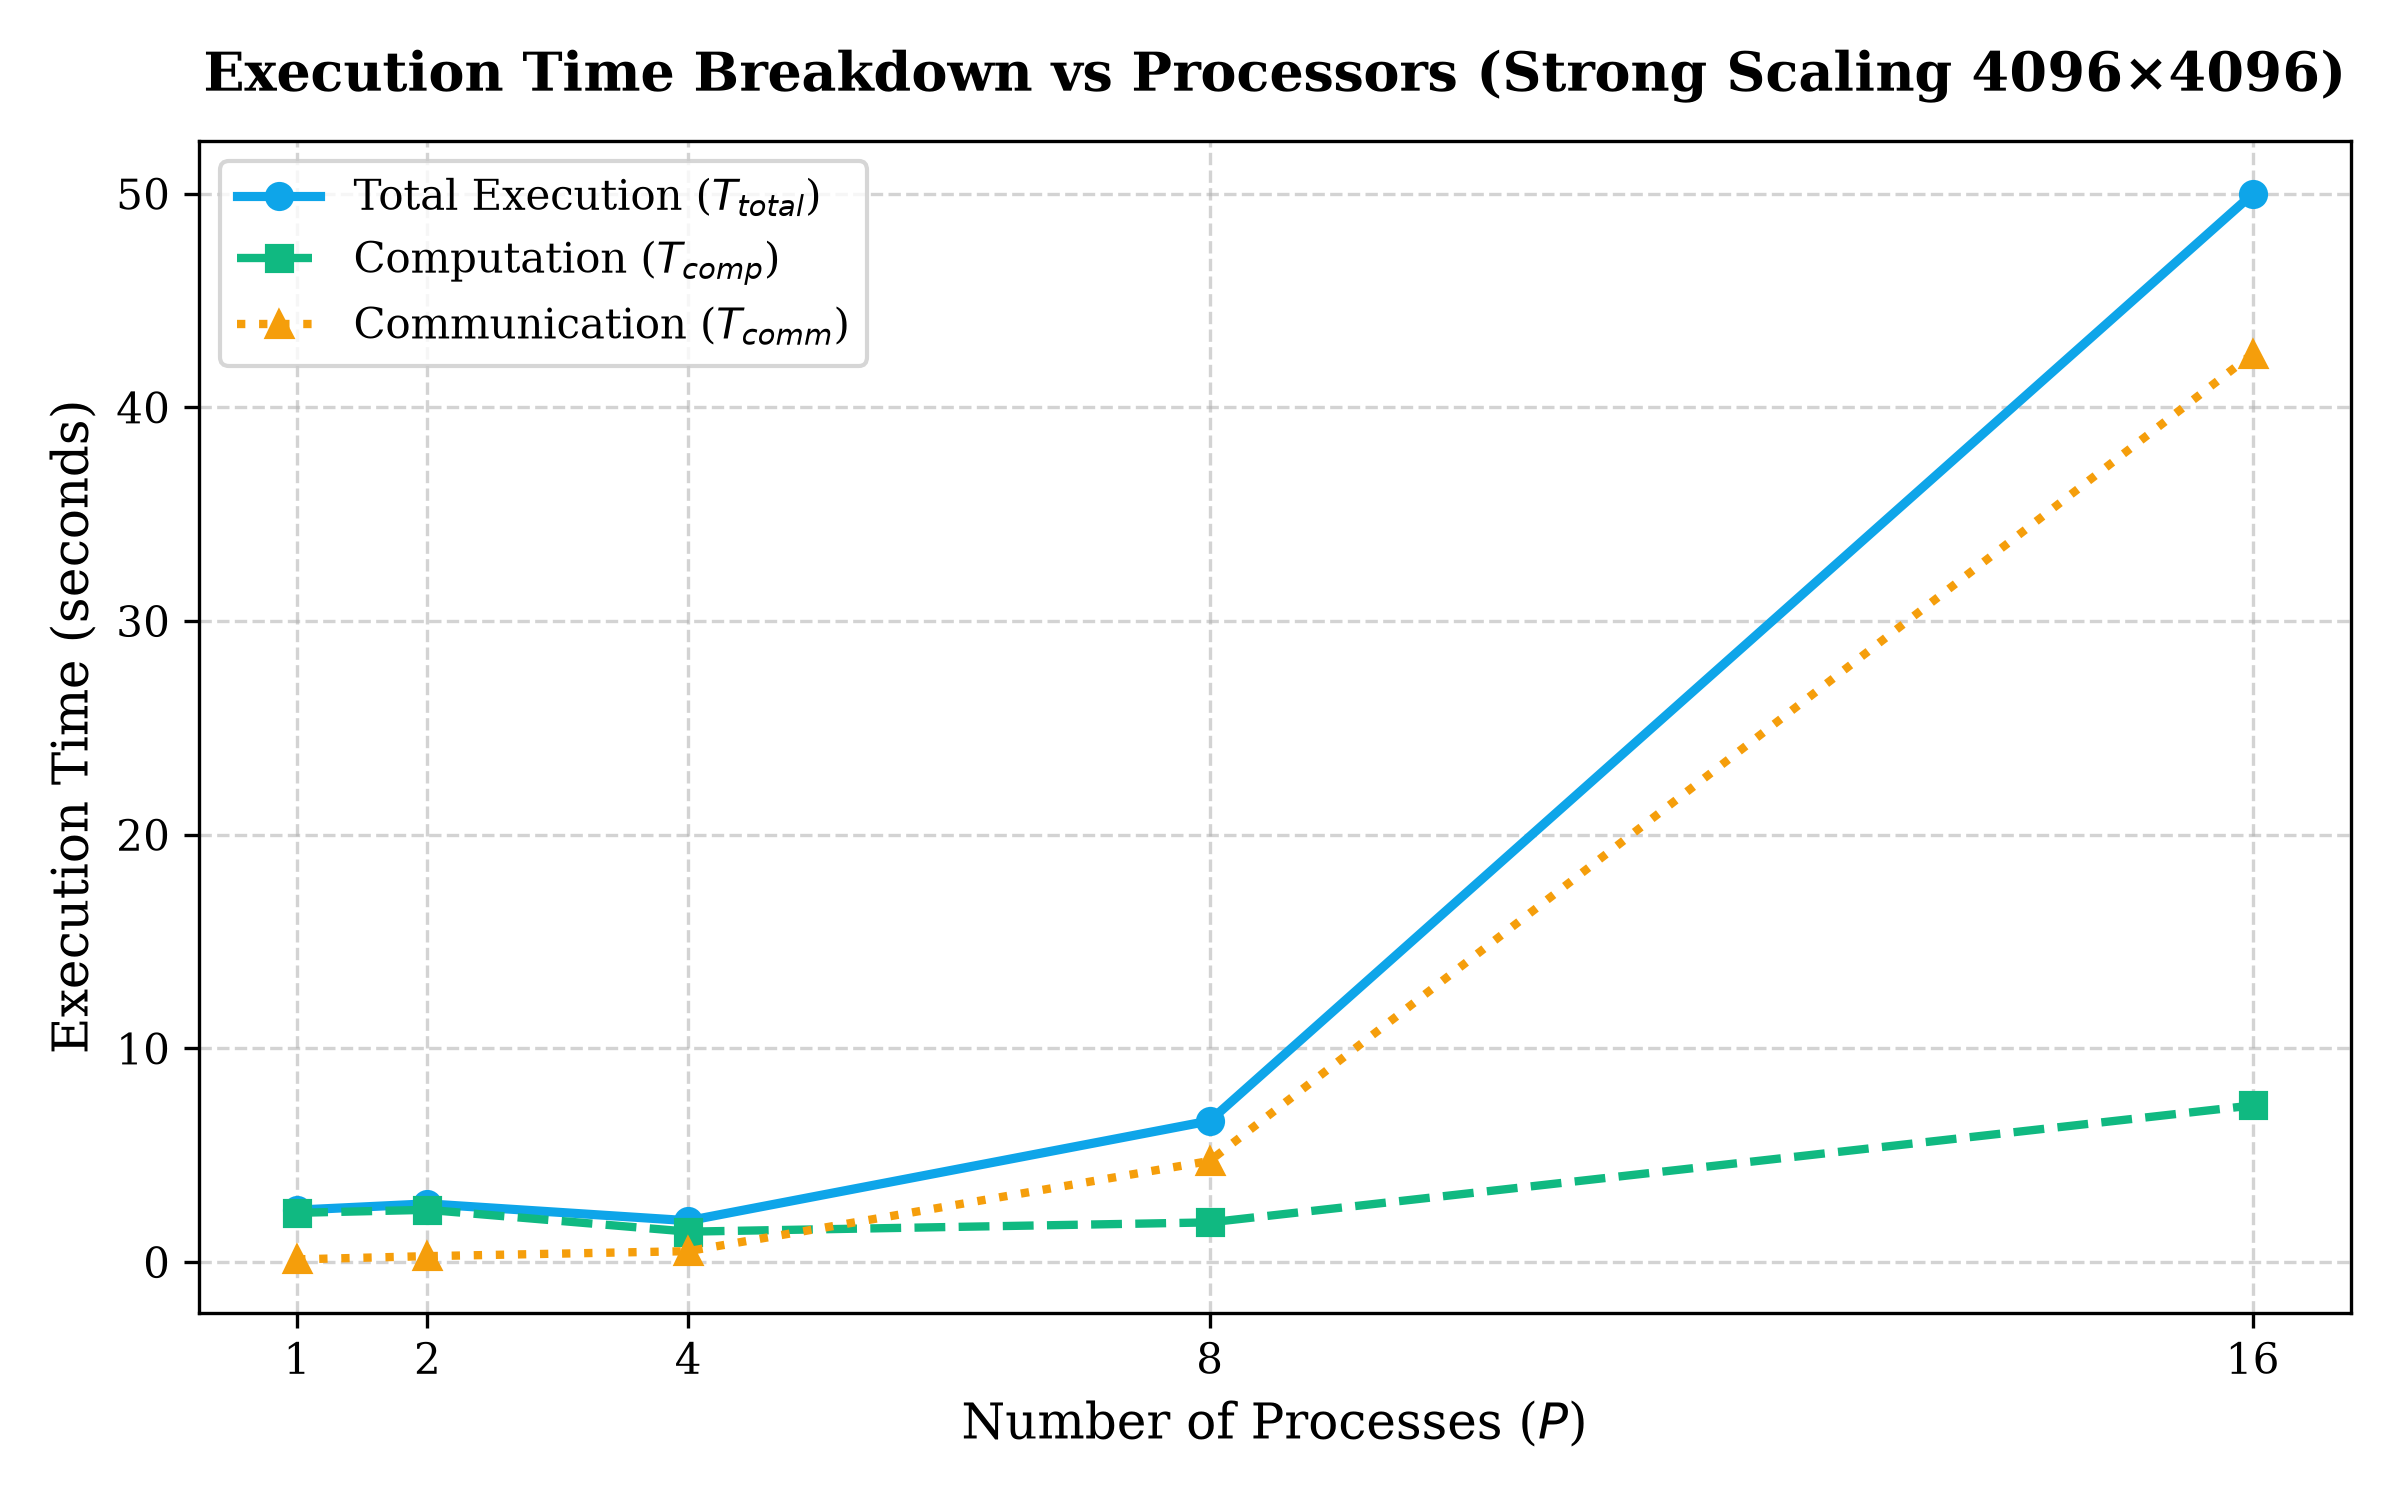 Execution Time Breakdown vs Processors (Strong Scaling 4096×4096)
Total Execution (T_total)
Computation (T_comp)
Communication (T_comm)
Execution Time (seconds)
50
40
30
20
10
0
1 2 4 8 16
Number of Processes (P)